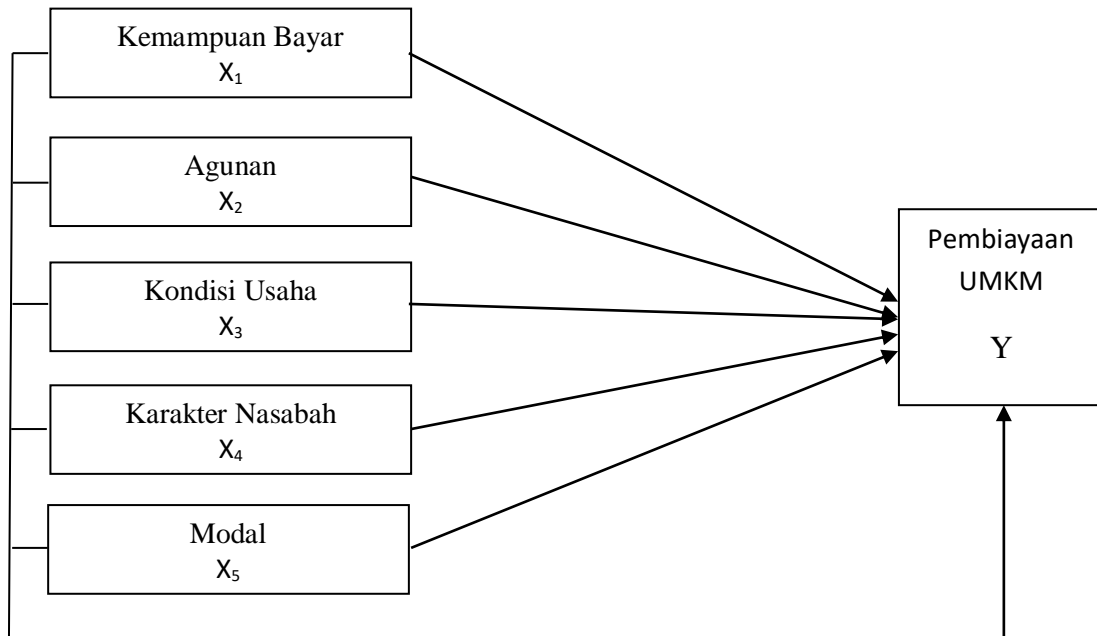 Kemampuan Bayar
X₁
Agunan
X₂
Kondisi Usaha
X₃
Karakter Nasabah
X₄
Modal
X₅
Pembiayaan
UMKM
Y